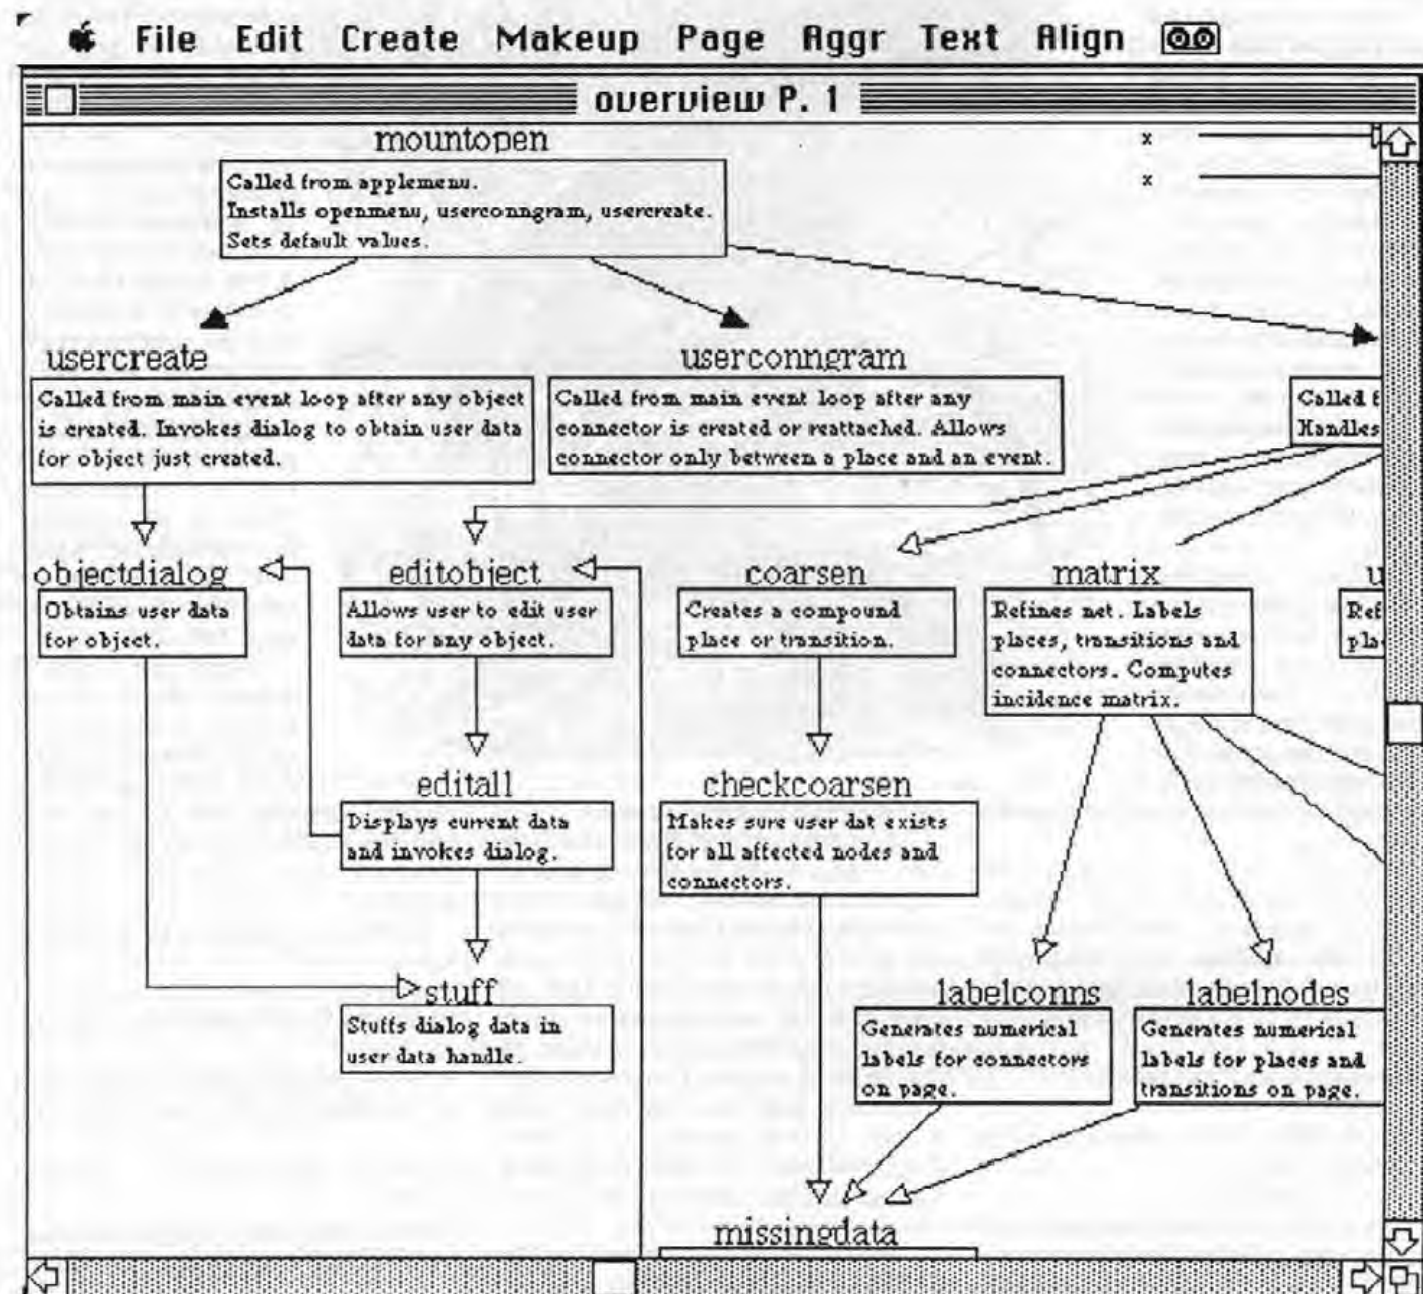 File Edit Create Makeup Page Aggr Text Align
overview P. 1
mountopen
x
x
Called from applemenu.
Installs openmenu, userconngram, usercreate.
Sets default values.
usercreate
userconngram
Called from main event loop after any object
is created. Invokes dialog to obtain user data
for object just created.
Called from main event loop after any
connector is created or reattached. Allows
connector only between a place and an event.
Called f
Handles
objectdialog
Obtains user data
for object.
editobject
Allows user to edit user
data for any object.
coarsen
Creates a compound
place or transition.
matrix
Refines net. Labels
places, transitions and
connectors. Computes
incidence matrix.
u
Ref
pla
editall
Displays current data
and invokes dialog.
checkcoarsen
Makes sure user dat exists
for all affected nodes and
connectors.
stuff
Stuffs dialog data in
user data handle.
labelconns
Generates numerical
labels for connectors
on page.
labelnodes
Generates numerical
labels for places and
transitions on page.
missingdata